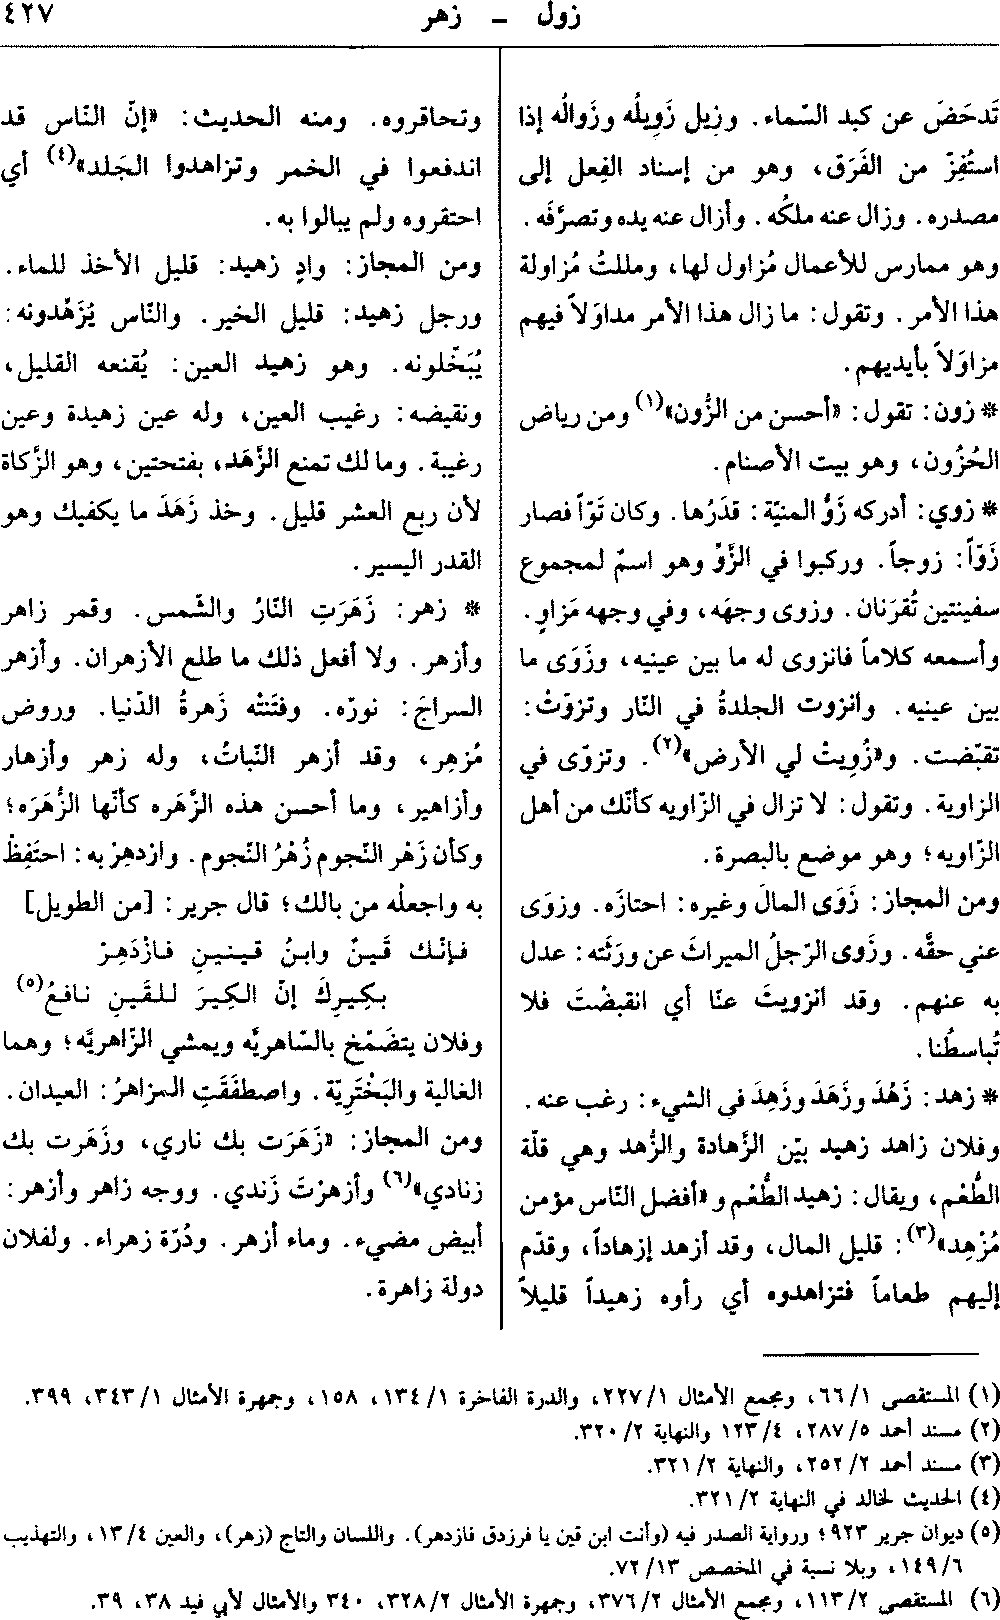 زول - زهر
٤٢٧
تَدحَضَ عن كبد السّماء. وزِيل زَوِيلُه وزَوالُه إذا
استُفِزّ من الفَرَق، وهو من إسناد الفِعل إلى
مصدره. وزال عنه ملكُه. وأزال عنه يده وتصرَّفَه.
وهو ممارس للأعمال مُزاول لها، ومللتُ مُزاولة
هذا الأمر. وتقول: ما زال هذا الأمر مداوَلاً فيهم
مزاوَلاً بأيديهم.
* زون: تقول: «أحسن من الزُّون»(١) ومن رياض
الحُزُون، وهو بيت الأصنام.
* زوي: أدركه زَوُّ المنيّة: قدَرُها. وكان تَوّاً فصار
زَوّاً: زوجاً. وركبوا في الزَّوِّ وهو اسمٌ لمجموع
سفينتين تُقرَنان. وزوى وجهَه، وفي وجهه مَزاوٍ.
وأسمعه كلاماً فانزوى له ما بين عينيه، وزَوَى ما
بين عينيه. وانزوت الجلدةُ في النّار وتزوّتْ:
تقبّضت. و«زُوِيتْ لي الأرض»(٢). وتزوّى في
الزاوية. وتقول: لا تزال في الزّاويه كأنّك من أهل
الزّاويه؛ وهو موضع بالبصرة.
ومن المجاز: زَوَى المالَ وغيره: احتازَه. وزوَى
عني حقَّه. وزَوى الرّجلُ الميراثَ عن ورَثَته: عدل
به عنهم. وقد انزويتَ عنّا أي انقبضْتَ فلا
تُباسطُنا.
* زهد: زَهُدَ وزَهَدَ وزَهِدَ في الشيء: رغب عنه.
وفلان زاهد زهيد بيّن الزَّهادة والزُّهد وهي قلّة
الطُّعْم، ويقال: زهيد الطُّعْم و«أفضل النّاس مؤمن
مُزْهِد»(٣): قليل المال، وقد أزهد إزهاداً، وقدّم
إليهم طعاماً فتزاهدوه أي رأوه زهيداً قليلاً
وتحاقروه. ومنه الحديث: «إنّ النّاس قد
اندفعوا في الخمر وتزاهدوا الجَلد»(٤) أي
احتقروه ولم يبالوا به.
ومن المجاز: وادٍ زهيد: قليل الأخذ للماء.
ورجل زهيد: قليل الخير. والنّاس يُزَهِّدونه:
يُبَخّلونه. وهو زهيد العين: يُقنعه القليل،
ونقيضه: رغيب العين، وله عين زهيدة وعين
رغيبة. وما لك تمنع الزَّهَد، بفتحتين، وهو الزَّكاة
لأن ربع العشر قليل. وخذ زَهَدَ ما يكفيك وهو
القدر اليسير.
* زهر: زَهَرَتِ النّارُ والشّمس. وقمر زاهر
وأزهر. ولا أفعل ذلك ما طلع الأزهران. وأزهر
السراجَ: نورّه. وفتَنتْه زَهرةُ الدّنيا. وروض
مُزهِر، وقد أزهر النّباتُ، وله زهر وأزهار
وأزاهير، وما أحسن هذه الزَّهَره كأنّها الزُّهَرَه؛
وكأن زَهْر النّجوم زُهْرُ النّجوم. وازدهِرْ به: احتَفِظْ
به واجعلْه من بالك؛ قال جرير: [من الطويل]
فإنّك قَينٌ وابنُ قينينِ فازْدَهِرْ
بكِيرِكَ إنّ الكِيرَ للقَينِ نافعُ(٥)
وفلان يتضَمّخ بالسّاهريَّه ويمشي الزّاهريَّه؛ وهما
الغالية والبَخْتَرِيّة. واصطفَقَتِ المزاهرُ: العيدان.
ومن المجاز: «زَهَرَت بك ناري، وزَهَرت بك
زنادي»(٦) وأزهرْتَ زَندي. ووجه زاهر وأزهر:
أبيض مضيء. وماء أزهر. ودُرّة زهراء. ولفلان
دولة زاهرة.
(١) المستقصى ١/ ٦٦، ومجمع الأمثال ١/ ٢٢٧، والدرة الفاخرة ١/ ١٣٤، ١٥٨، وجمهرة الأمثال ١/ ٣٤٣، ٣٩٩.
(٢) مسند أحمد ٥/ ٢٨٧، ٤/ ١٢٣ والنهاية ٢/ ٣٢٠.
(٣) مسند أحمد ٢/ ٢٥٢، والنهاية ٢/ ٣٢١.
(٤) الحديث لخالد في النهاية ٢/ ٣٢١.
(٥) ديوان جرير ٩٢٣؛ ورواية الصدر فيه (وأنت ابن قين يا فرزدق فازدهر). واللسان والتاج (زهر)، والعين ٤/ ١٣، والتهذيب
٦/ ١٤٩، وبلا نسبة في المخصص ١٣/ ٧٢.
(٦) المستقصى ٢/ ١١٣، ومجمع الأمثال ٢/ ٣٧٦، وجمهرة الأمثال ٢/ ٣٢٨، ٣٤٠ والأمثال لأبي فيد ٣٨، ٣٩.